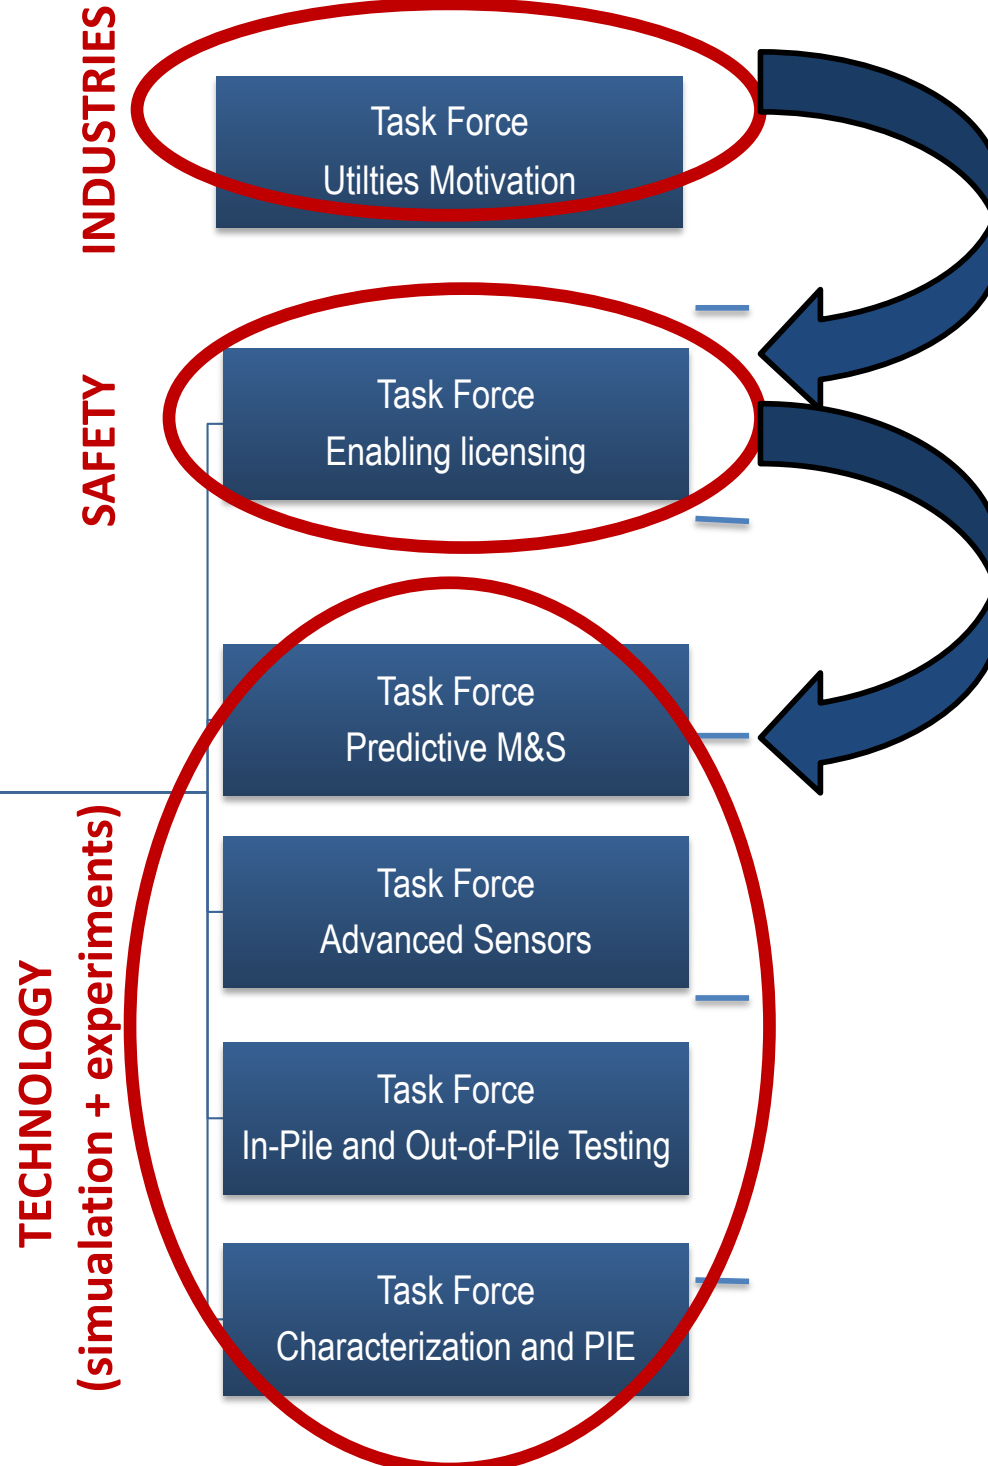 INDUSTRIES
Task Force
Utilties Motivation
SAFETY
Task Force
Enabling licensing
TECHNOLOGY
(simualation + experiments)
Task Force
Predictive M&S
Task Force
Advanced Sensors
Task Force
In-Pile and Out-of-Pile Testing
Task Force
Characterization and PIE